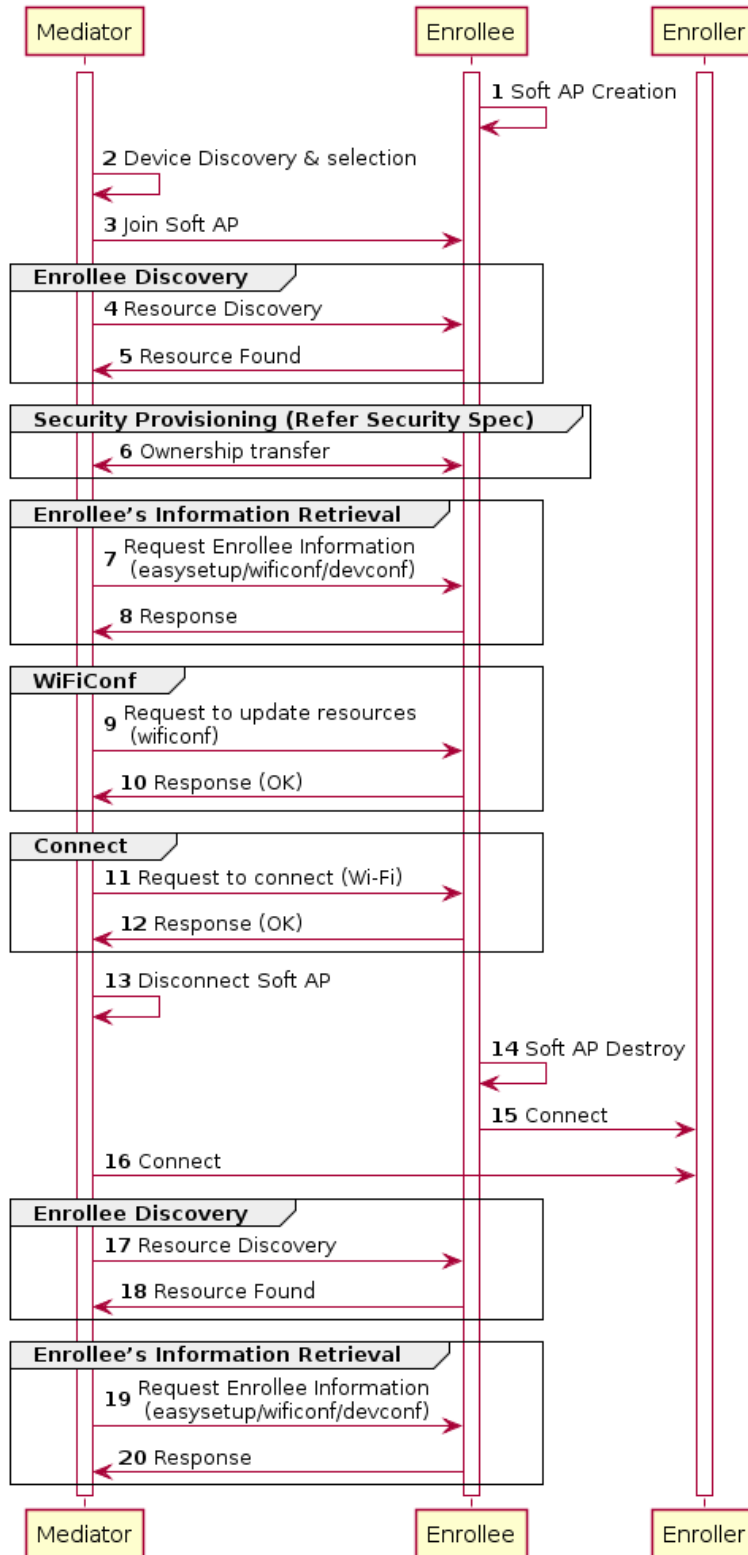 Mediator Enrollee Enroller
1 Soft AP Creation
2 Device Discovery & selection
3 Join Soft AP
Enrollee Discovery
4 Resource Discovery
5 Resource Found
Security Provisioning (Refer Security Spec)
6 Ownership transfer
Enrollee’s Information Retrieval
7 Request Enrollee Information
(easysetup/wificonf/devconf)
8 Response
WiFiConf
9 Request to update resources
(wificonf)
10 Response (OK)
Connect
11 Request to connect (Wi-Fi)
12 Response (OK)
13 Disconnect Soft AP
14 Soft AP Destroy
15 Connect
16 Connect
Enrollee Discovery
17 Resource Discovery
18 Resource Found
Enrollee’s Information Retrieval
19 Request Enrollee Information
(easysetup/wificonf/devconf)
20 Response
Mediator Enrollee Enroller